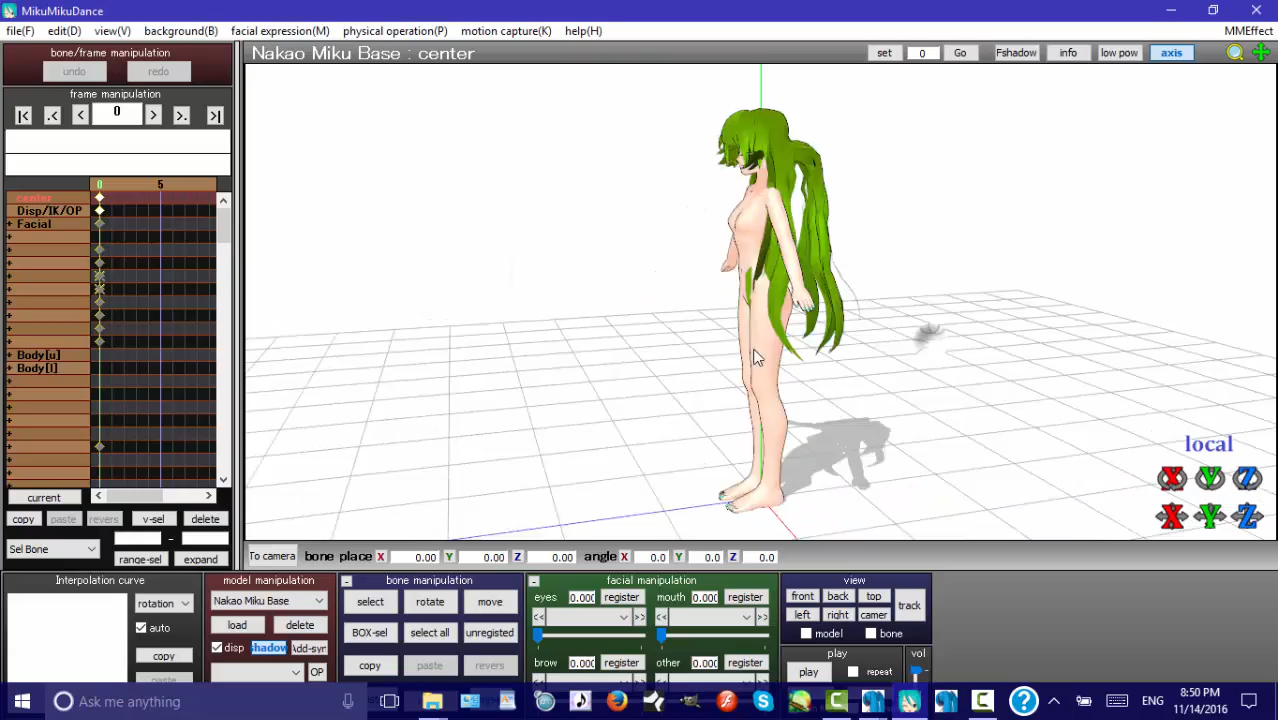 MikuMikuDance
file(F) edit(D) view(V) background(B) facial expression(M) physical operation(P) motion capture(K) help(H) MMEffect
bone/frame manipulation
undo redo
frame manipulation
|< .< < 0 > >. >|
Nakao Miku Base : center
set 0 Go Fshadow info low pow axis
0 5
center
Disp/IK/OP
+ Facial
+
+
+
+
+
+
+
+
+
+ Body[u]
+ Body[l]
+
+
+
+
+
+
+
+
local
X Y Z
X Y Z
current < >
copy paste revers v-sel delete
-
Sel Bone range-sel expand
To camera bone place X 0.00 Y 0.00 Z 0.00 angle X 0.0 Y 0.0 Z 0.0
Interpolation curve
rotation
auto
copy
paste
model manipulation
Nakao Miku Base
load delete
disp shadow Add-syn
OP
- bone manipulation
select rotate move
BOX-sel select all unregistered
copy paste revers
- facial manipulation
eyes 0.000 register mouth 0.000 register
<< >> << >>
brow 0.000 register other 0.000 register
view
front back top
left right camer
track
model bone
play vol
play repeat
Ask me anything
ENG
8:50 PM
11/14/2016